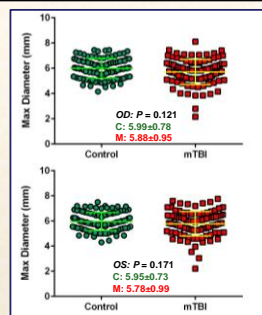 Max Diameter (mm)
10
8
6
4
2
0
OD: P = 0.121
C: 5.99±0.78
M: 5.88±0.95
Control
mTBI
Max Diameter (mm)
10
8
6
4
2
0
OS: P = 0.171
C: 5.95±0.73
M: 5.78±0.99
Control
mTBI